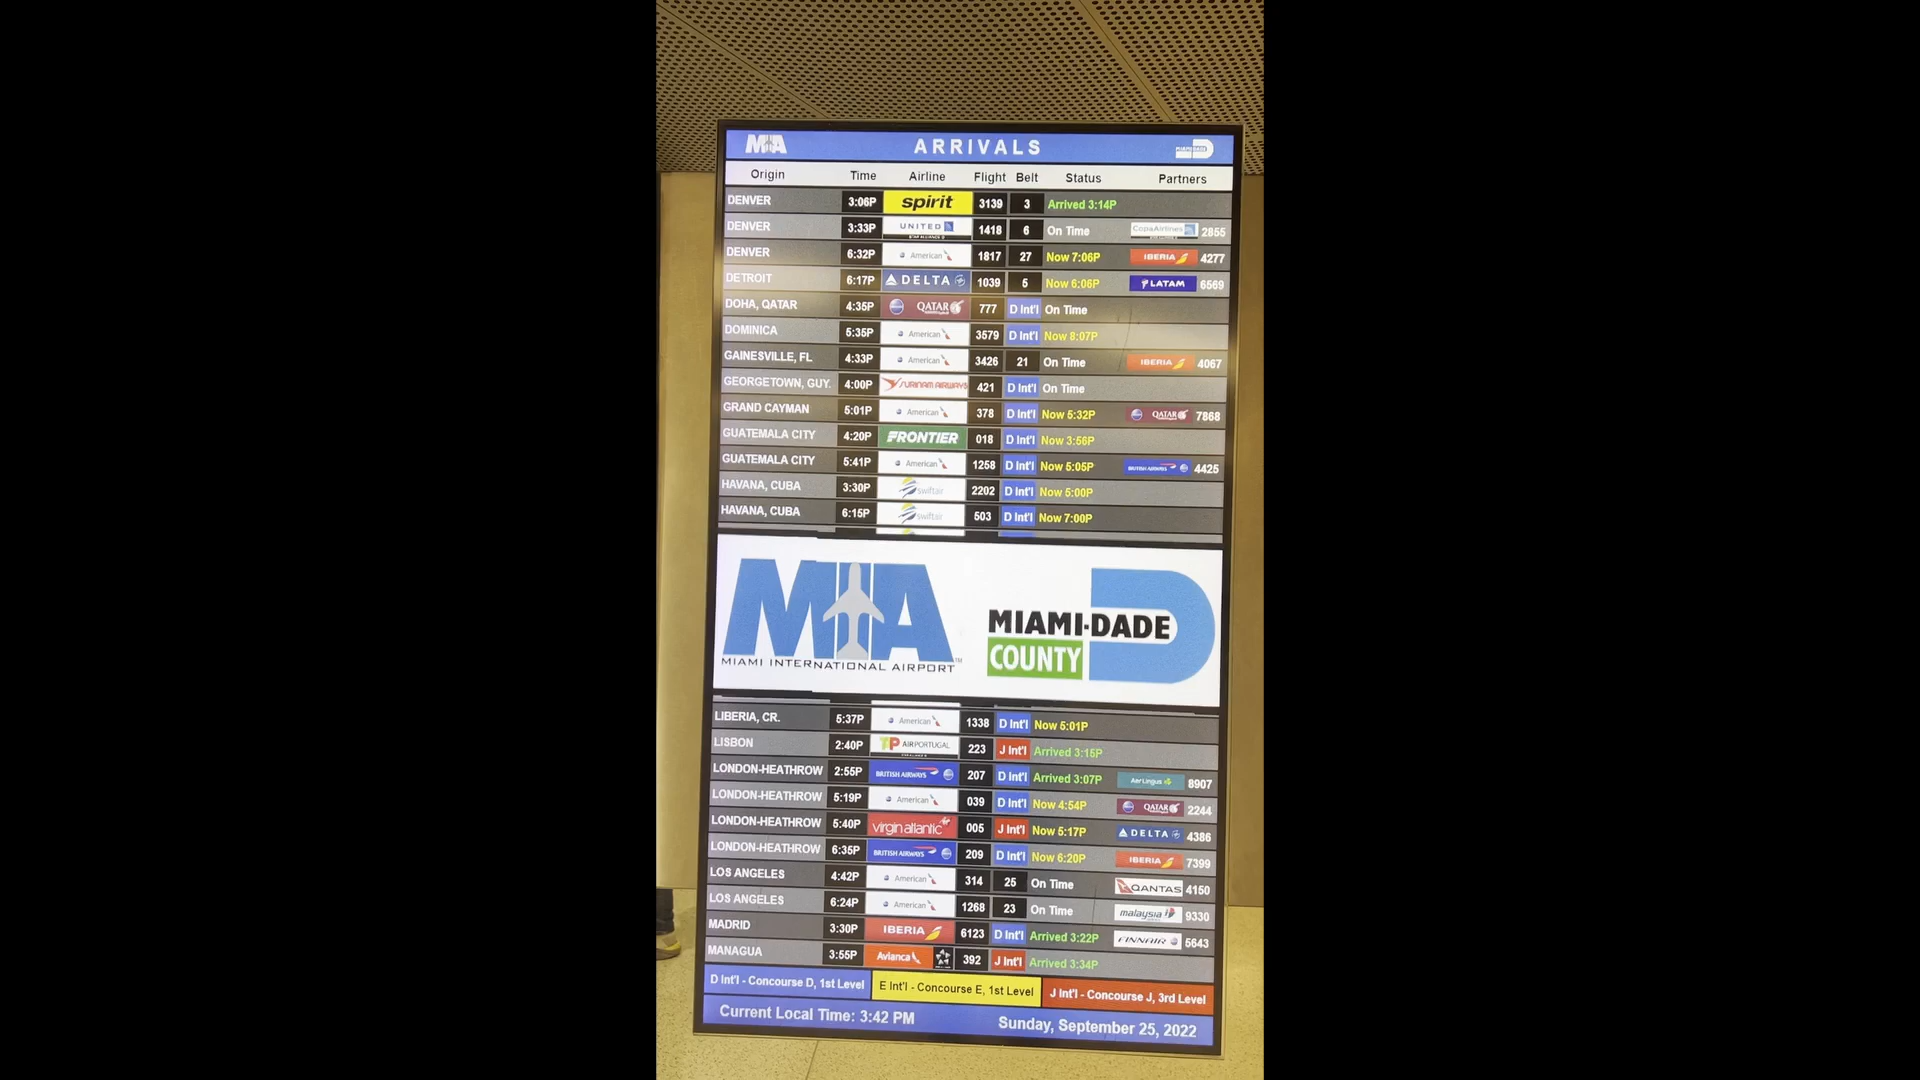 MIA ARRIVALS MIAMI-DADE
Origin Time Airline Flight Belt Status Partners
DENVER 3:06P spirit 3139 3 Arrived 3:14P
DENVER 3:33P UNITED 1418 6 On Time CopaAirlines 2855
DENVER 6:32P American 1817 27 Now 7:06P IBERIA 4277
DETROIT 6:17P DELTA 1039 5 Now 6:06P LATAM 6569
DOHA, QATAR 4:35P QATAR 777 D Int'l On Time
DOMINICA 5:35P American 3579 D Int'l Now 8:07P
GAINESVILLE, FL 4:33P American 3426 21 On Time IBERIA 4067
GEORGETOWN, GUY. 4:00P SURINAM AIRWAYS 421 D Int'l On Time
GRAND CAYMAN 5:01P American 378 D Int'l Now 5:32P QATAR 7868
GUATEMALA CITY 4:20P FRONTIER 018 D Int'l Now 3:56P
GUATEMALA CITY 5:41P American 1258 D Int'l Now 5:05P BRITISH AIRWAYS 4425
HAVANA, CUBA 3:30P swiftair 2202 D Int'l Now 5:00P
HAVANA, CUBA 6:15P swiftair 503 D Int'l Now 7:00P
MIA
MIAMI INTERNATIONAL AIRPORT™
MIAMI-DADE
COUNTY
LIBERIA, CR. 5:37P American 1338 D Int'l Now 5:01P
LISBON 2:40P TP AIR PORTUGAL 223 J Int'l Arrived 3:15P
LONDON-HEATHROW 2:55P BRITISH AIRWAYS 207 D Int'l Arrived 3:07P Aer Lingus 8907
LONDON-HEATHROW 5:19P American 039 D Int'l Now 4:54P QATAR 2244
LONDON-HEATHROW 5:40P virgin atlantic 005 J Int'l Now 5:17P DELTA 4386
LONDON-HEATHROW 6:35P BRITISH AIRWAYS 209 D Int'l Now 6:20P IBERIA 7399
LOS ANGELES 4:42P American 314 25 On Time QANTAS 4150
LOS ANGELES 6:24P American 1268 23 On Time malaysia 9330
MADRID 3:30P IBERIA 6123 D Int'l Arrived 3:22P FINNAIR 5643
MANAGUA 3:55P Avianca 392 J Int'l Arrived 3:34P
D Int'l - Concourse D, 1st Level E Int'l - Concourse E, 1st Level J Int'l - Concourse J, 3rd Level
Current Local Time: 3:42 PM Sunday, September 25, 2022